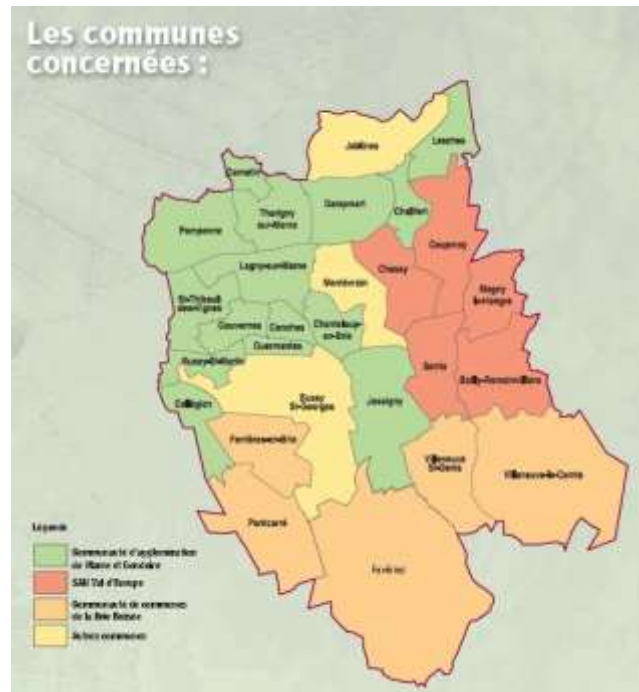 Les communes
concernées :
Jablines
Lesches
Carnetin
Dampmart
Chalifert
Thorigny
sur-Marne
Pomponne
Coupvray
Lagny-sur-Marne
Montévrain
Chessy
Magny
le-Hongre
St-Thibault
des-Vignes
Gouvernes
Conches
Chanteloup
en-Brie
Guermantes
Bussy-St-Martin
Serris
Bailly-Romainvilliers
Collégien
Bussy
St-Georges
Jossigny
Ferrières-en-Brie
Villeneuve
St-Denis
Villeneuve-le-Comte
Pontcarré
Favières
Légende
Communauté d'agglomération
de Marne et Gondoire
SAN Val d'Europe
Communauté de communes
de la Brie Boisée
Autres communes